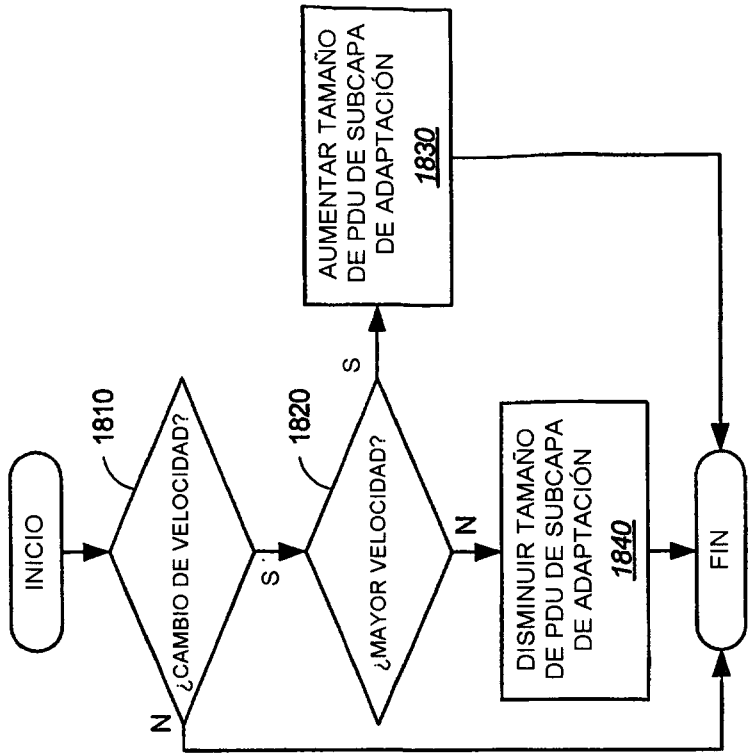 INICIO
1810
¿CAMBIO DE VELOCIDAD?
N
S
1820
¿MAYOR VELOCIDAD?
S
N
AUMENTAR TAMAÑO
DE PDU DE SUBCAPA
DE ADAPTACIÓN
1830
DISMINUIR TAMAÑO
DE PDU DE SUBCAPA
DE ADAPTACIÓN
1840
FIN